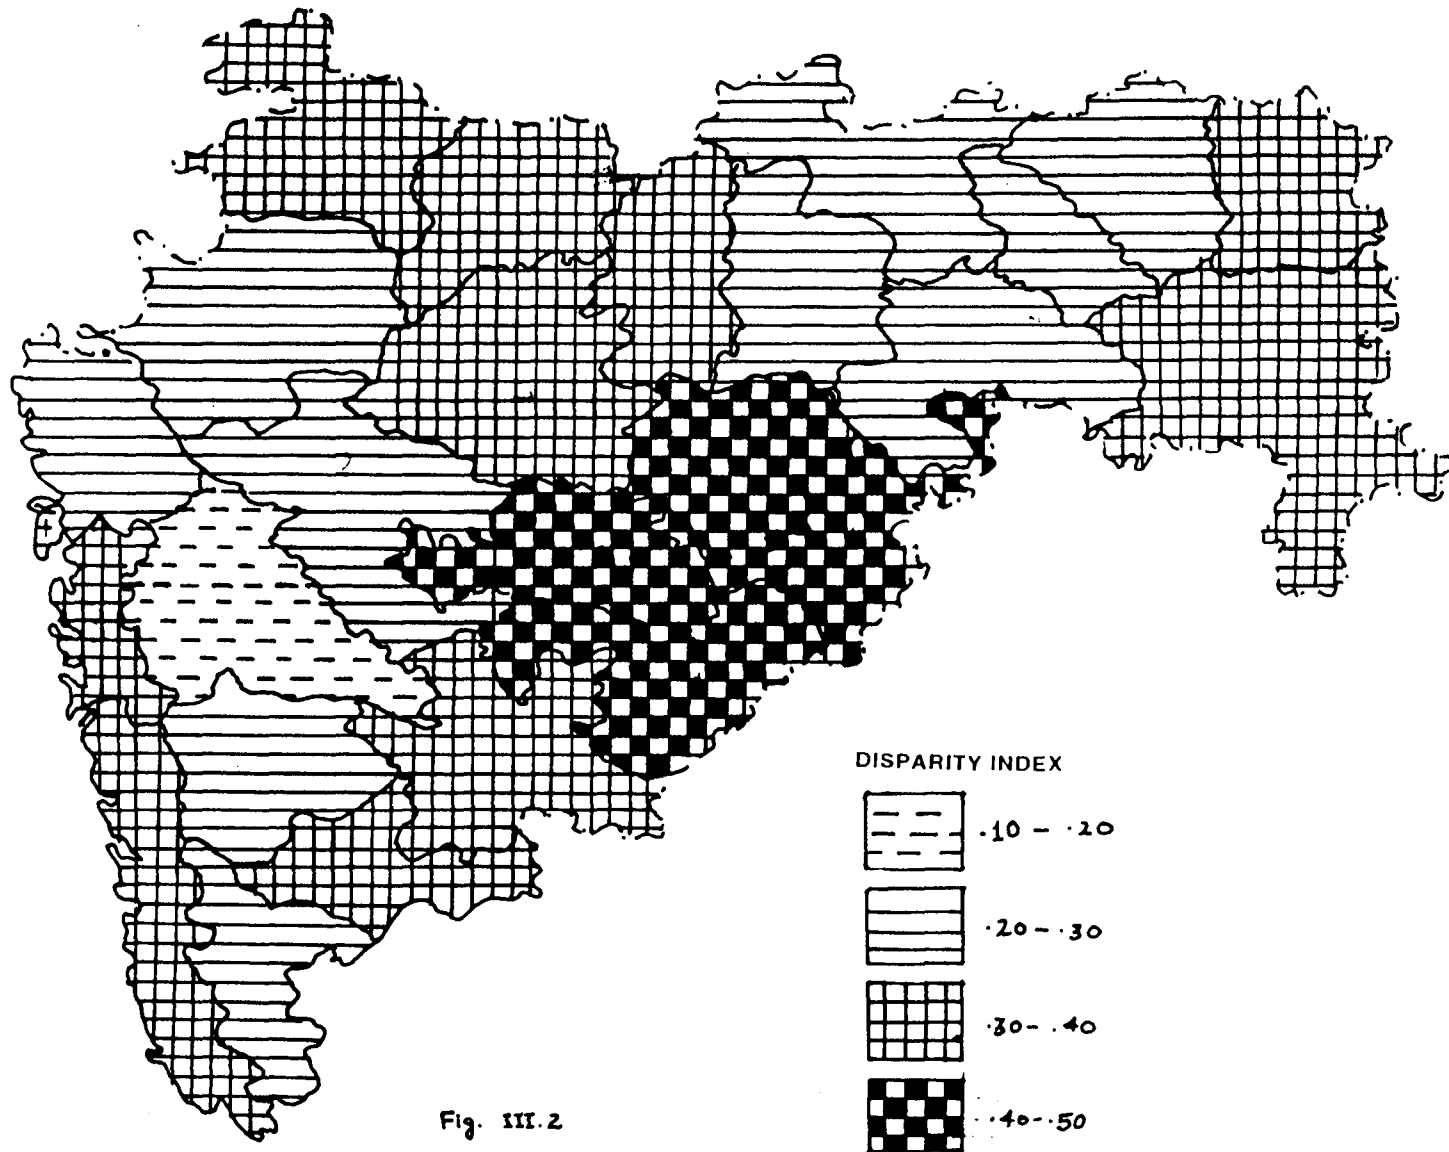 DISPARITY INDEX
·10 - ·20
·20 - ·30
·30 - ·40
·40 - ·50
Fig. III.2